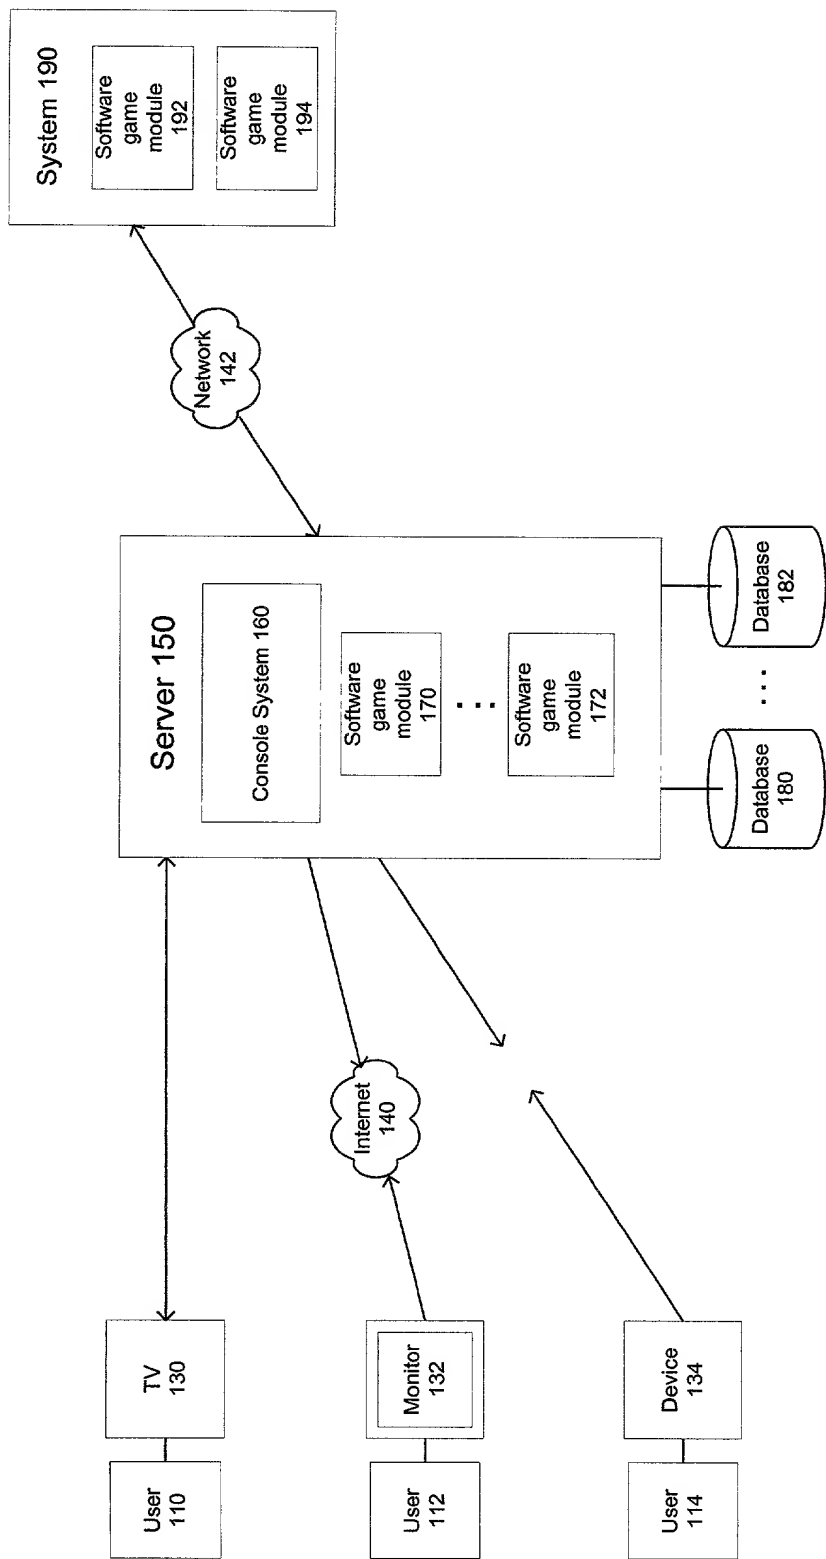 User
110
TV
130
User
112
Monitor
132
User
114
Device
134
Internet
140
Server 150
Console System 160
Software
game
module
170
...
Software
game
module
172
Database
180
...
Database
182
Network
142
System 190
Software
game
module
192
Software
game
module
194